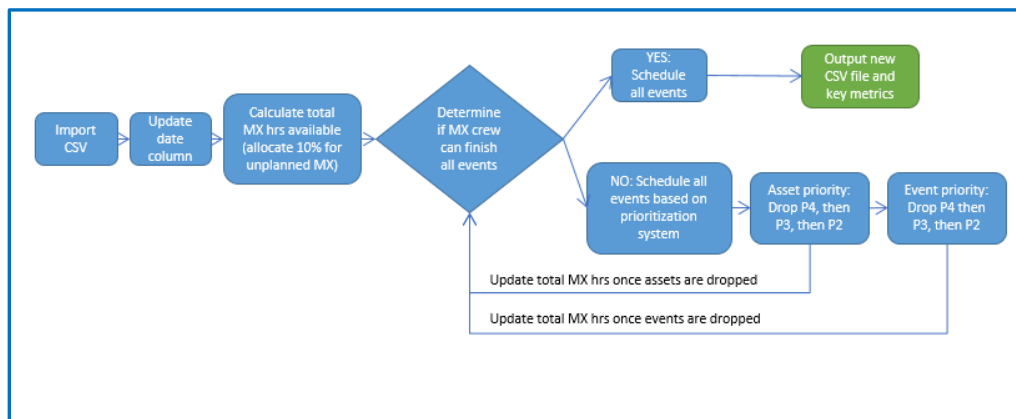 Import
CSV
Update
date
column
Calculate total
MX hrs available
(allocate 10% for
unplanned MX)
Determine
if MX crew
can finish
all events
YES:
Schedule
all events
Output new
CSV file and
key metrics
NO: Schedule all
events based on
prioritization
system
Asset priority:
Drop P4, then
P3, then P2
Event priority:
Drop P4 then
P3, then P2
Update total MX hrs once assets are dropped
Update total MX hrs once events are dropped